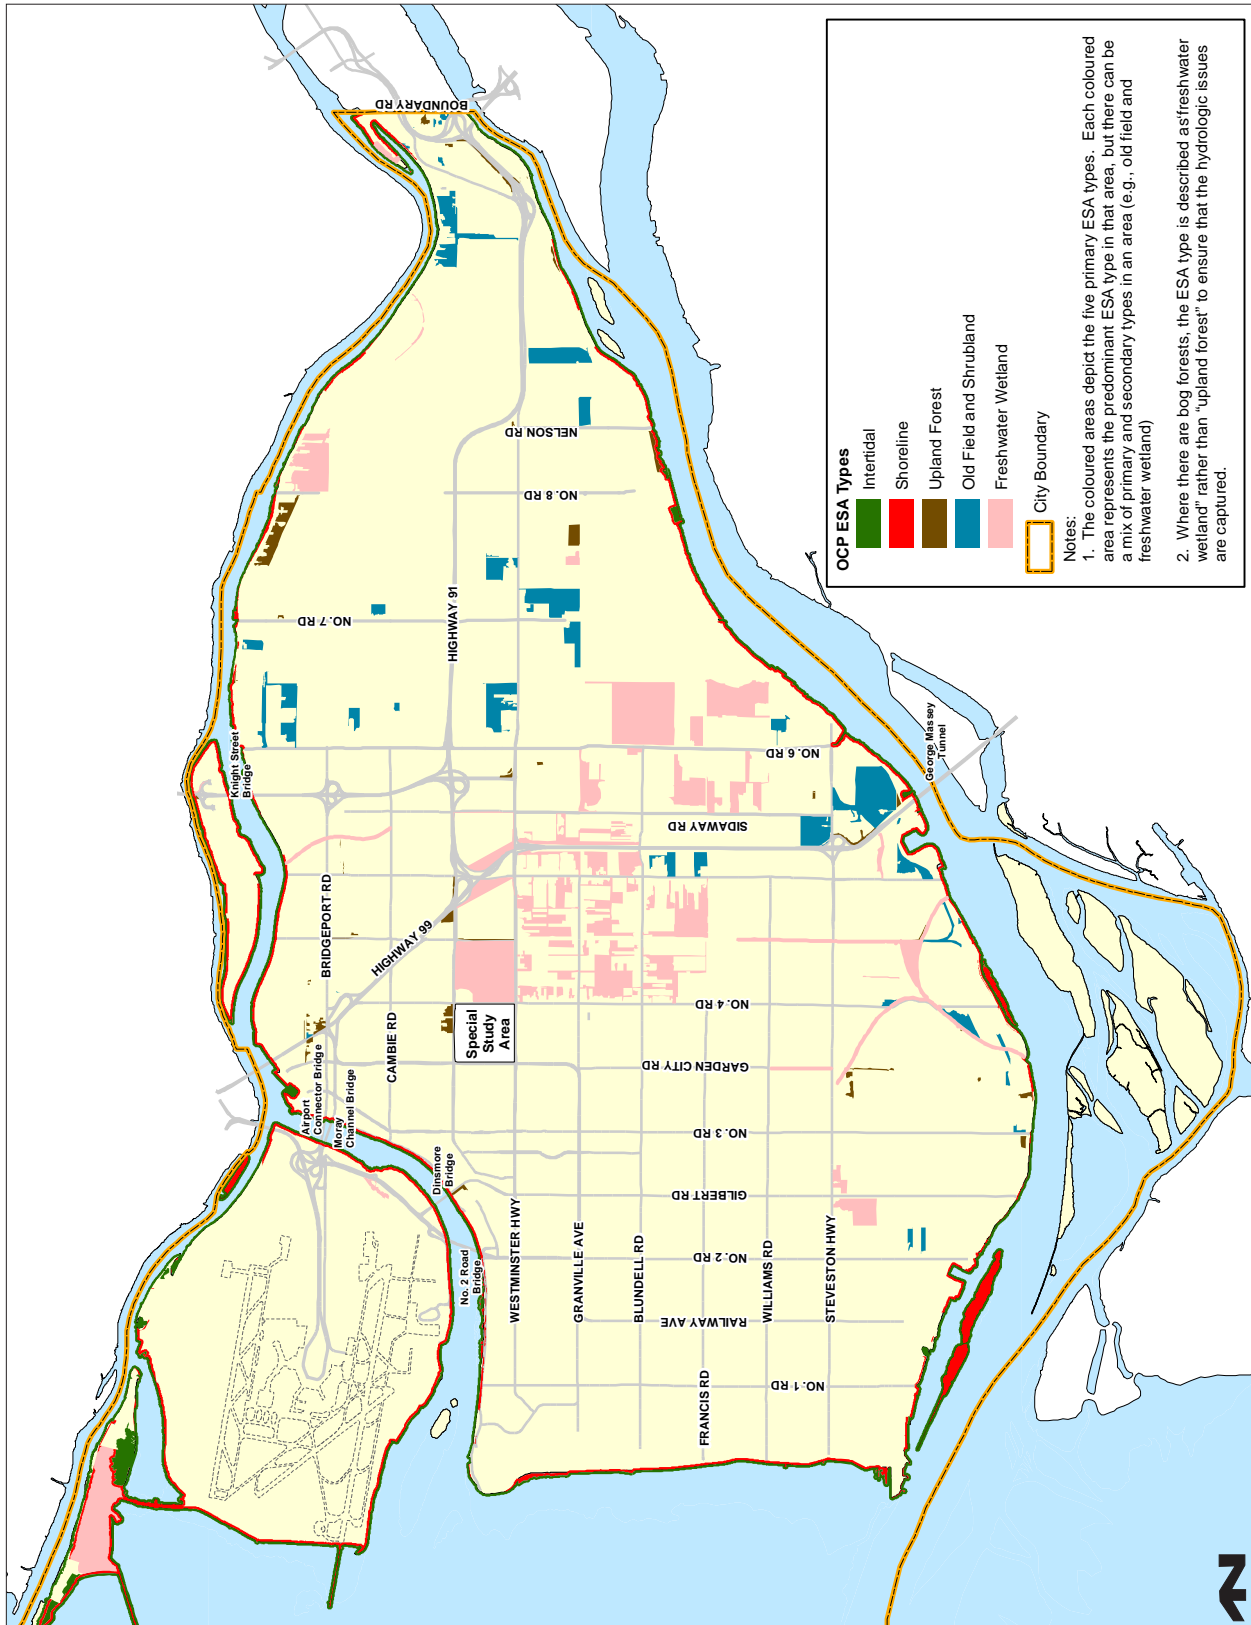 BOUNDARY RD
NELSON RD
NO. 8 RD
HIGHWAY 91
NO. 7 RD
Knight Street
Bridge
NO. 6 RD
George Massey
Tunnel
SIDAWAY RD
BRIDGEPORT RD
HIGHWAY 99
NO. 4 RD
CAMBIE RD
Special
Study
Area
GARDEN CITY RD
Airport
Connector Bridge
Moray
Channel Bridge
NO. 3 RD
Dinsmore
Bridge
GILBERT RD
No. 2 Road
Bridge
WESTMINSTER HWY
GRANVILLE AVE
BLUNDELL RD
NO. 2 RD
WILLIAMS RD
STEVESTON HWY
RAILWAY AVE
FRANCIS RD
NO. 1 RD
OCP ESA Types
Intertidal
Shoreline
Upland Forest
Old Field and Shrubland
Freshwater Wetland
City Boundary
Notes:
1. The coloured areas depict the five primary ESA types. Each coloured
area represents the predominant ESA type in that area, but there can be
a mix of primary and secondary types in an area (e.g., old field and
freshwater wetland)
2. Where there are bog forests, the ESA type is described as“freshwater
wetland” rather than “upland forest” to ensure that the hydrologic issues
are captured.
N